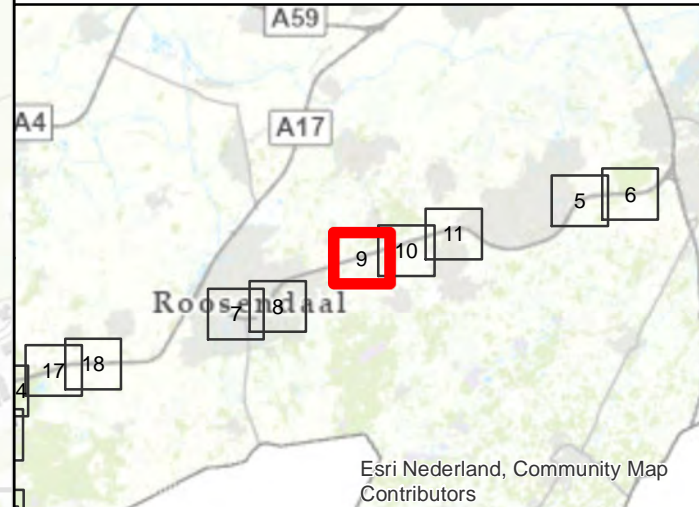 A59
A4
A17
5
6
11
10
9
Roosendaal
7
8
17
18
4
Esri Nederland, Community Map
Contributors